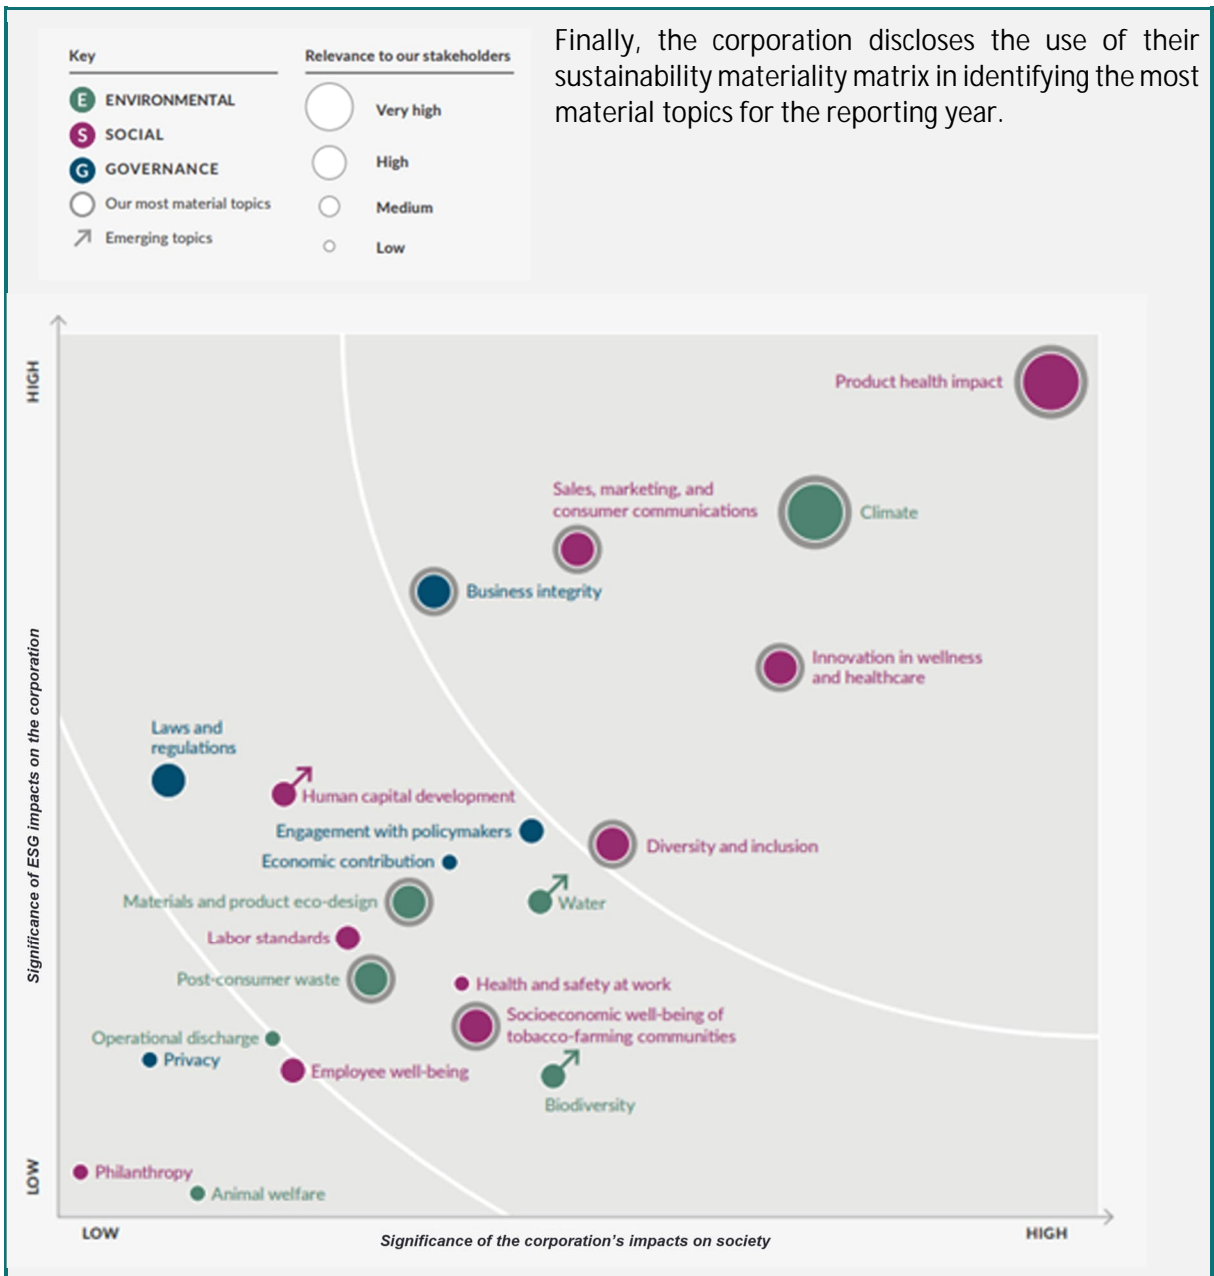 Key
E ENVIRONMENTAL
S SOCIAL
G GOVERNANCE
Our most material topics
Emerging topics
Relevance to our stakeholders
Very high
High
Medium
Low
Finally, the corporation discloses the use of their
sustainability materiality matrix in identifying the most
material topics for the reporting year.
HIGH
Significance of ESG impacts on the corporation
LOW
Product health impact
Sales, marketing, and
consumer communications
Climate
Business integrity
Innovation in wellness
and healthcare
Laws and
regulations
Human capital development
Engagement with policymakers
Diversity and inclusion
Economic contribution
Materials and product eco-design
Water
Labor standards
Post-consumer waste
Health and safety at work
Socioeconomic well-being of
tobacco-farming communities
Operational discharge
Privacy
Employee well-being
Biodiversity
Philanthropy
Animal welfare
LOW
Significance of the corporation's impacts on society
HIGH